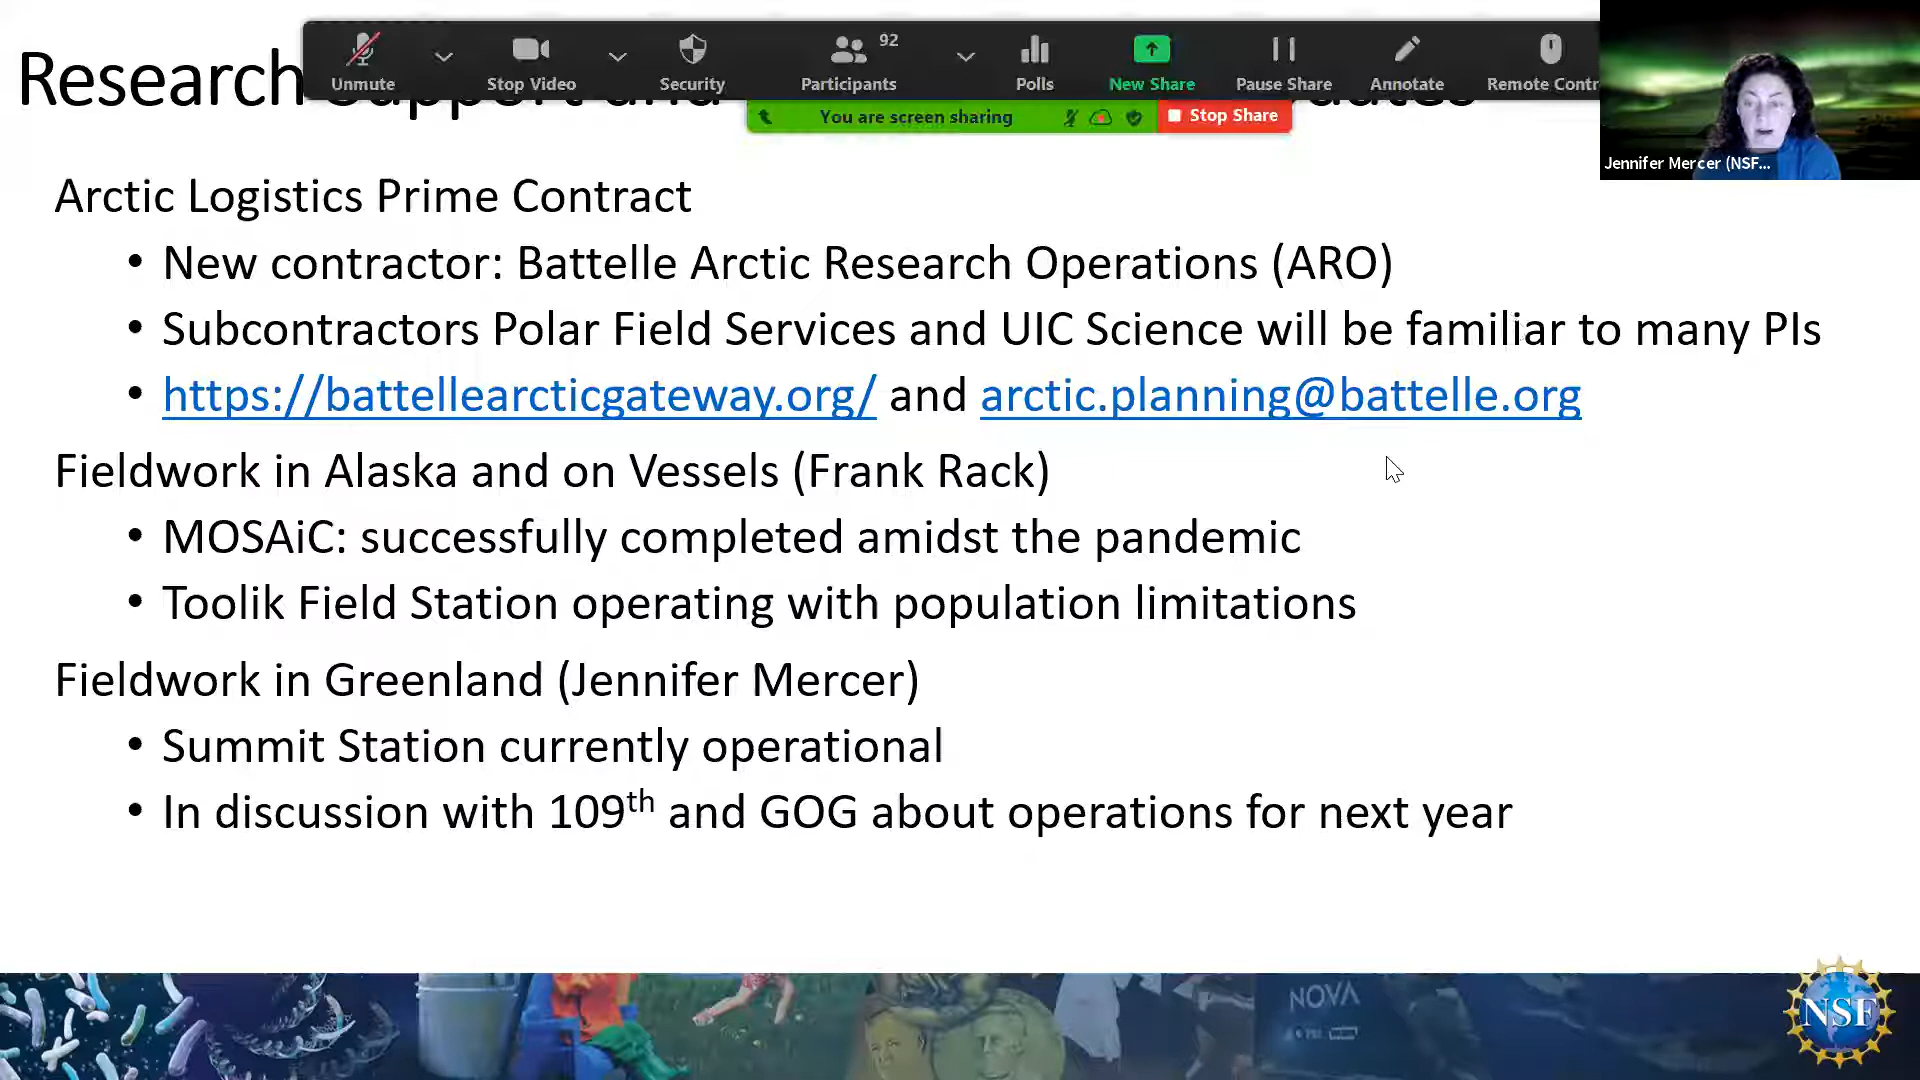 Unmute
Stop Video
Security
92
Participants
Polls
New Share
Pause Share
Annotate
Remote Contr
You are screen sharing
Stop Share
Jennifer Mercer (NSF...
Research Support and
Arctic Logistics Prime Contract
• New contractor: Battelle Arctic Research Operations (ARO)
• Subcontractors Polar Field Services and UIC Science will be familiar to many PIs
• https://battellearcticgateway.org/ and arctic.planning@battelle.org
Fieldwork in Alaska and on Vessels (Frank Rack)
• MOSAiC: successfully completed amidst the pandemic
• Toolik Field Station operating with population limitations
Fieldwork in Greenland (Jennifer Mercer)
• Summit Station currently operational
• In discussion with 109th and GOG about operations for next year
NOVA
NSF